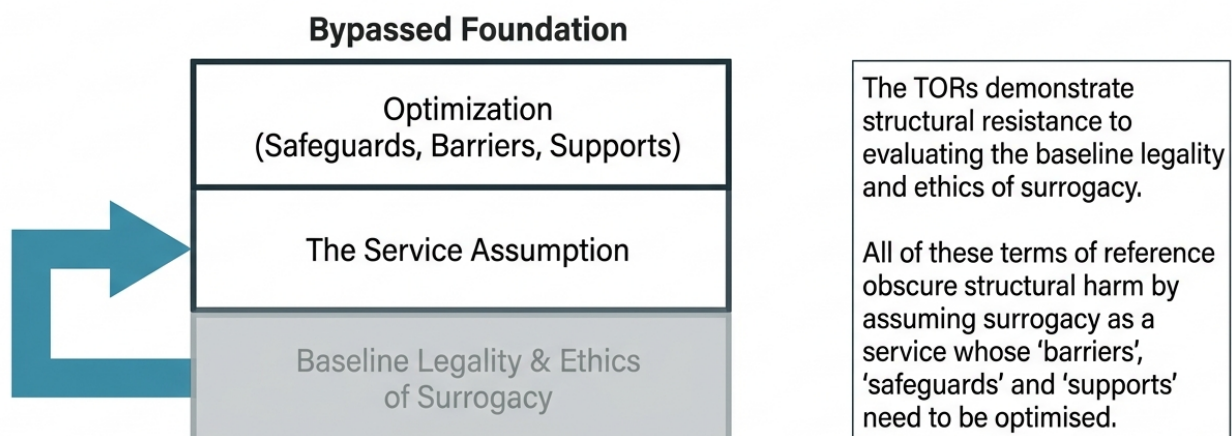 Bypassed Foundation
Optimization
(Safeguards, Barriers, Supports)
The Service Assumption
Baseline Legality & Ethics
of Surrogacy
The TORs demonstrate
structural resistance to
evaluating the baseline legality
and ethics of surrogacy.
All of these terms of reference
obscure structural harm by
assuming surrogacy as a
service whose ‘barriers’,
‘safeguards’ and ‘supports’
need to be optimised.